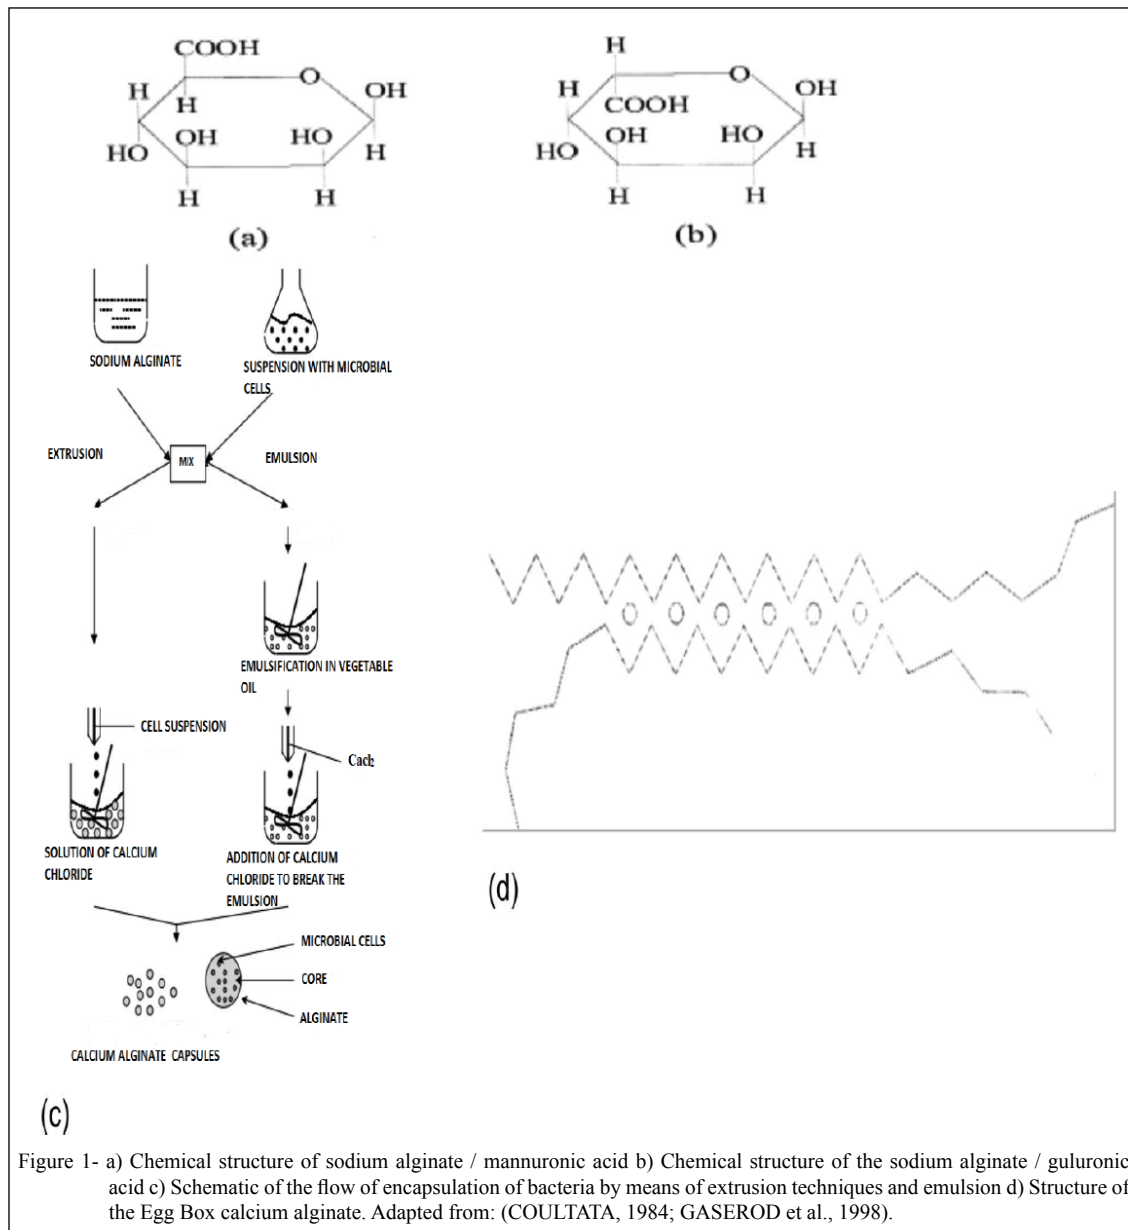 COOH
O
H
H
OH
OH
HO
HO
H
H
H
(a)
H
O
H
COOH
OH
OH
HO
HO
H
H
H
(b)
SODIUM ALGINATE
SUSPENSION WITH MICROBIAL
CELLS
EXTRUSION
MIX
EMULSION
EMULSIFICATION IN VEGETABLE
OIL
CELL SUSPENSION
Cacl₂
SOLUTION OF CALCIUM
CHLORIDE
ADDITION OF CALCIUM
CHLORIDE TO BREAK THE
EMULSION
MICROBIAL CELLS
CORE
ALGINATE
CALCIUM ALGINATE CAPSULES
(c)
(d)
Figure 1- a) Chemical structure of sodium alginate / mannuronic acid b) Chemical structure of the sodium alginate / guluronic
acid c) Schematic of the flow of encapsulation of bacteria by means of extrusion techniques and emulsion d) Structure of
the Egg Box calcium alginate. Adapted from: (COULTATA, 1984; GASEROD et al., 1998).